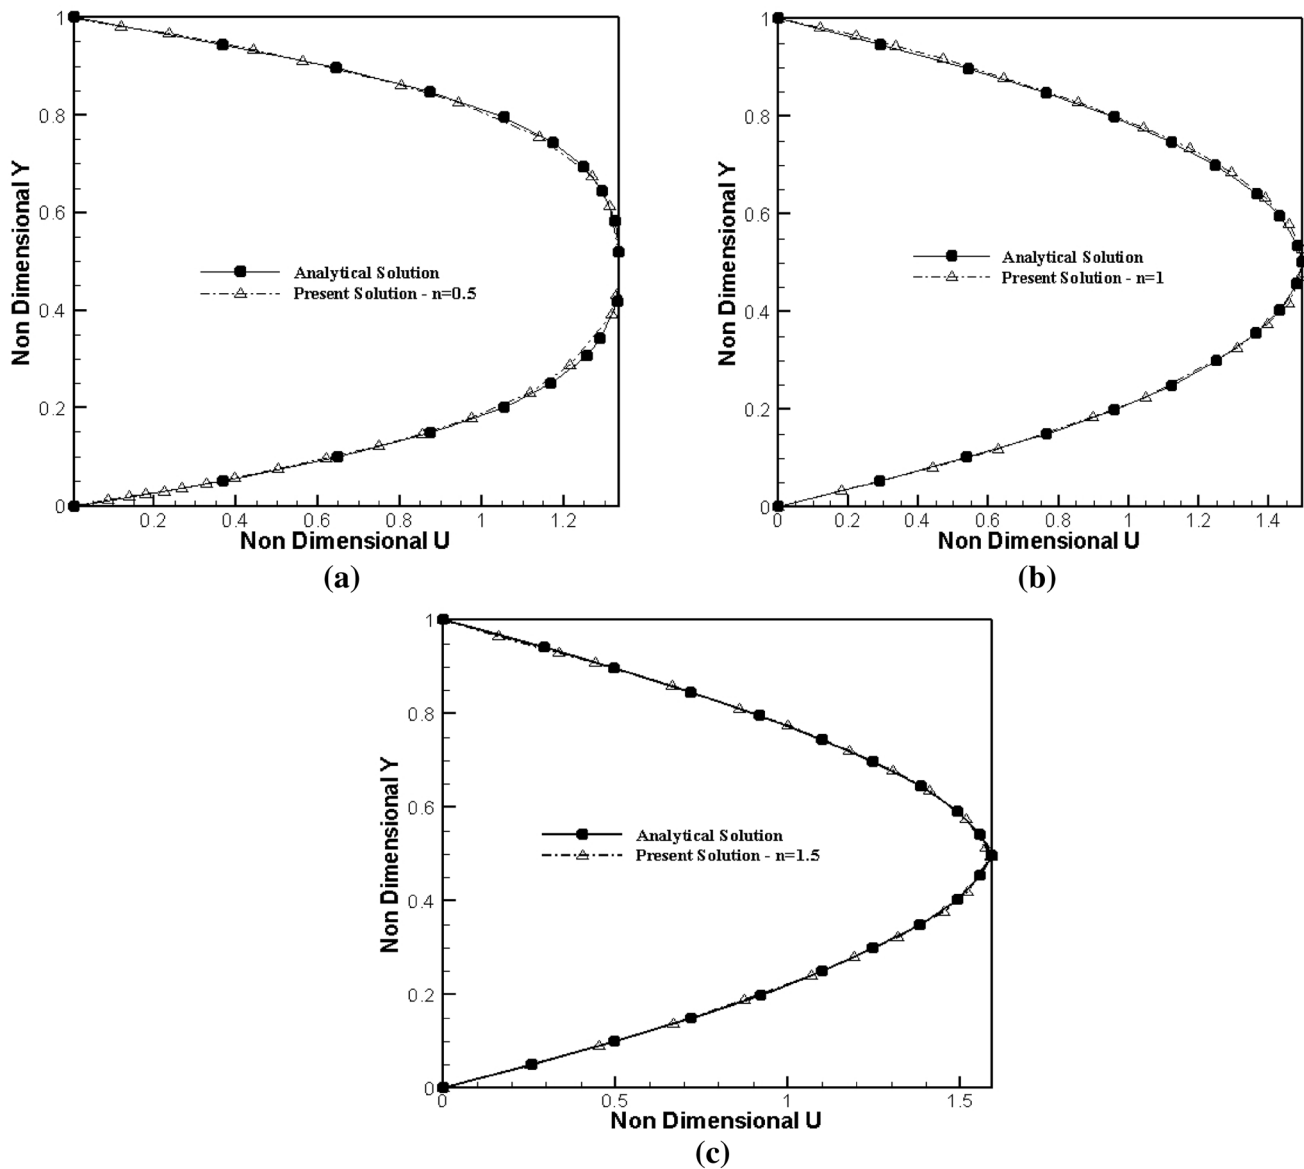 1
0.8
0.6
0.4
0.2
0
Non Dimensional Y
Analytical Solution
Present Solution - n=0.5
0.2 0.4 0.6 0.8 1 1.2
Non Dimensional U
(a)
1
0.8
0.6
0.4
0.2
0
Non Dimensional Y
Analytical Solution
Present Solution - n=1
0 0.2 0.4 0.6 0.8 1 1.2 1.4
Non Dimensional U
(b)
1
0.8
0.6
0.4
0.2
0
Non Dimensional Y
Analytical Solution
Present Solution - n=1.5
0 0.5 1 1.5
Non Dimensional U
(c)